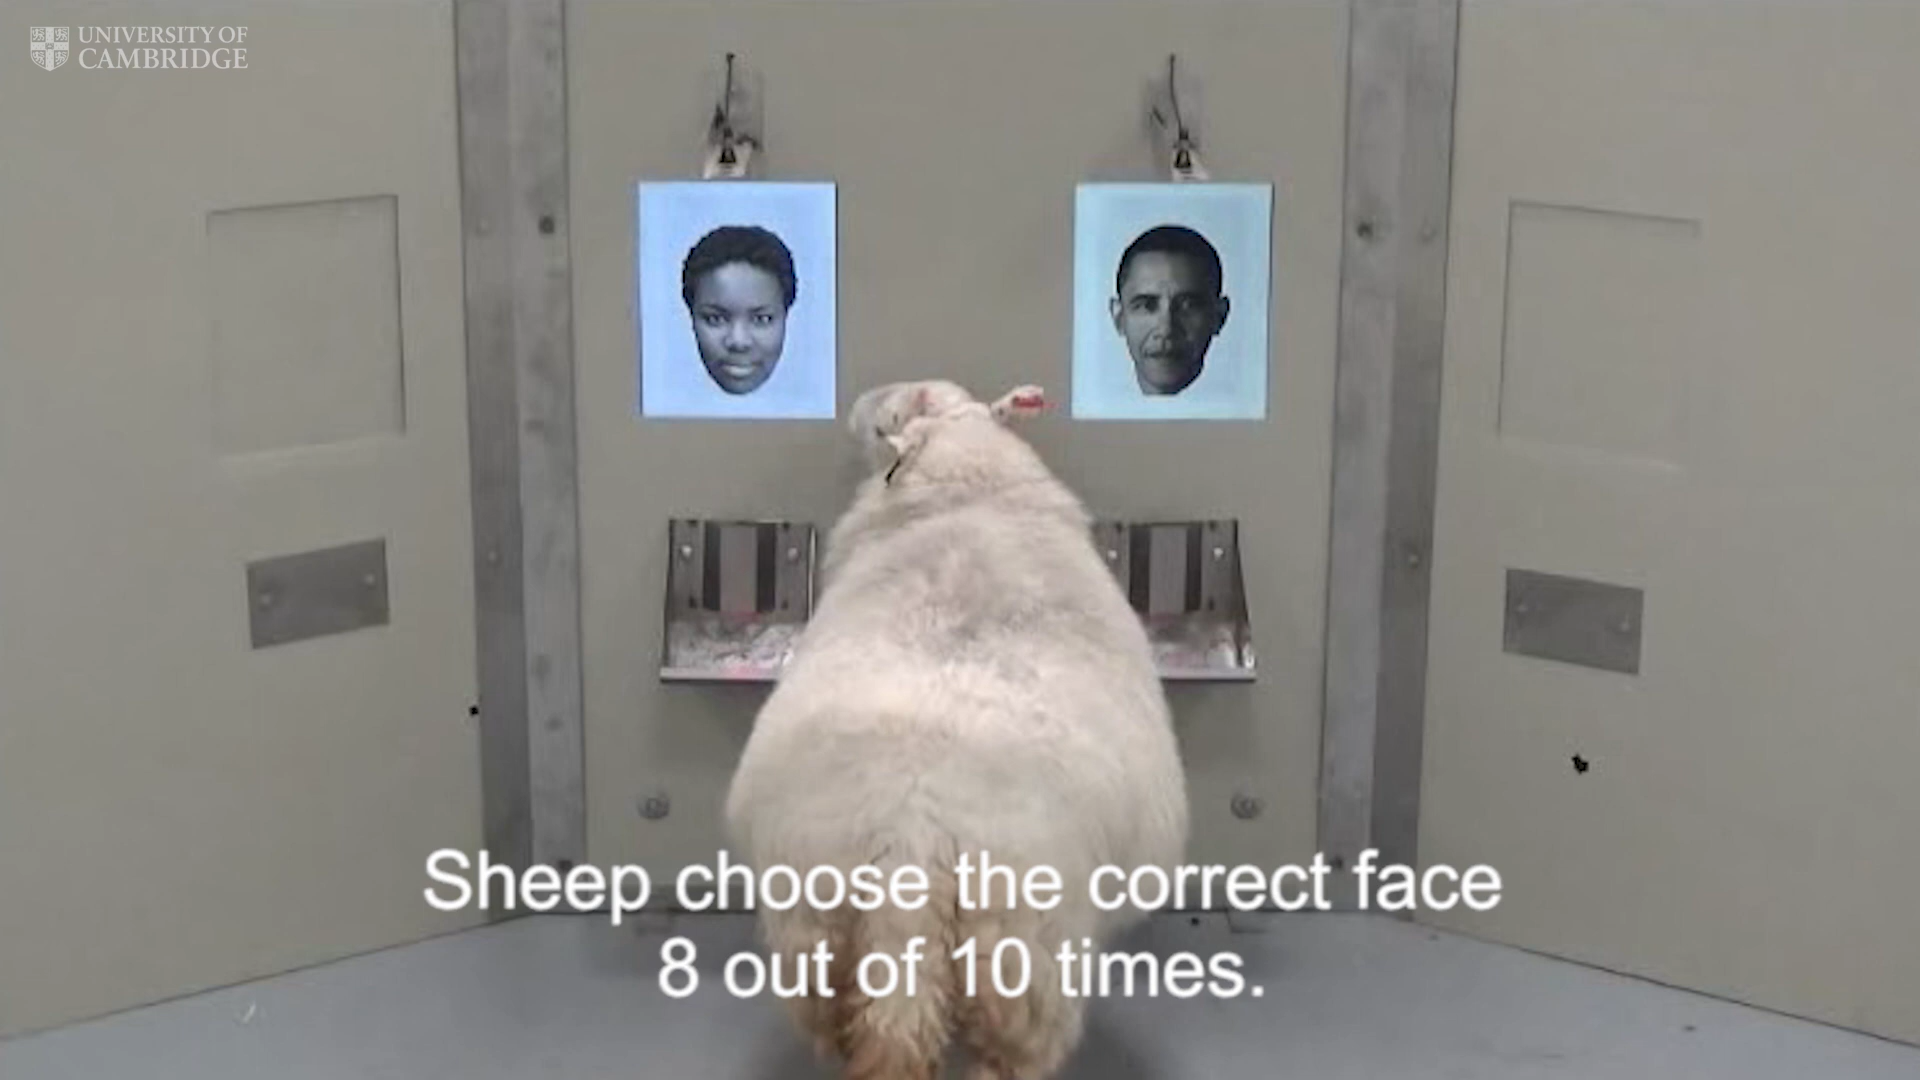 UNIVERSITY OF
CAMBRIDGE
Sheep choose the correct face
8 out of 10 times.